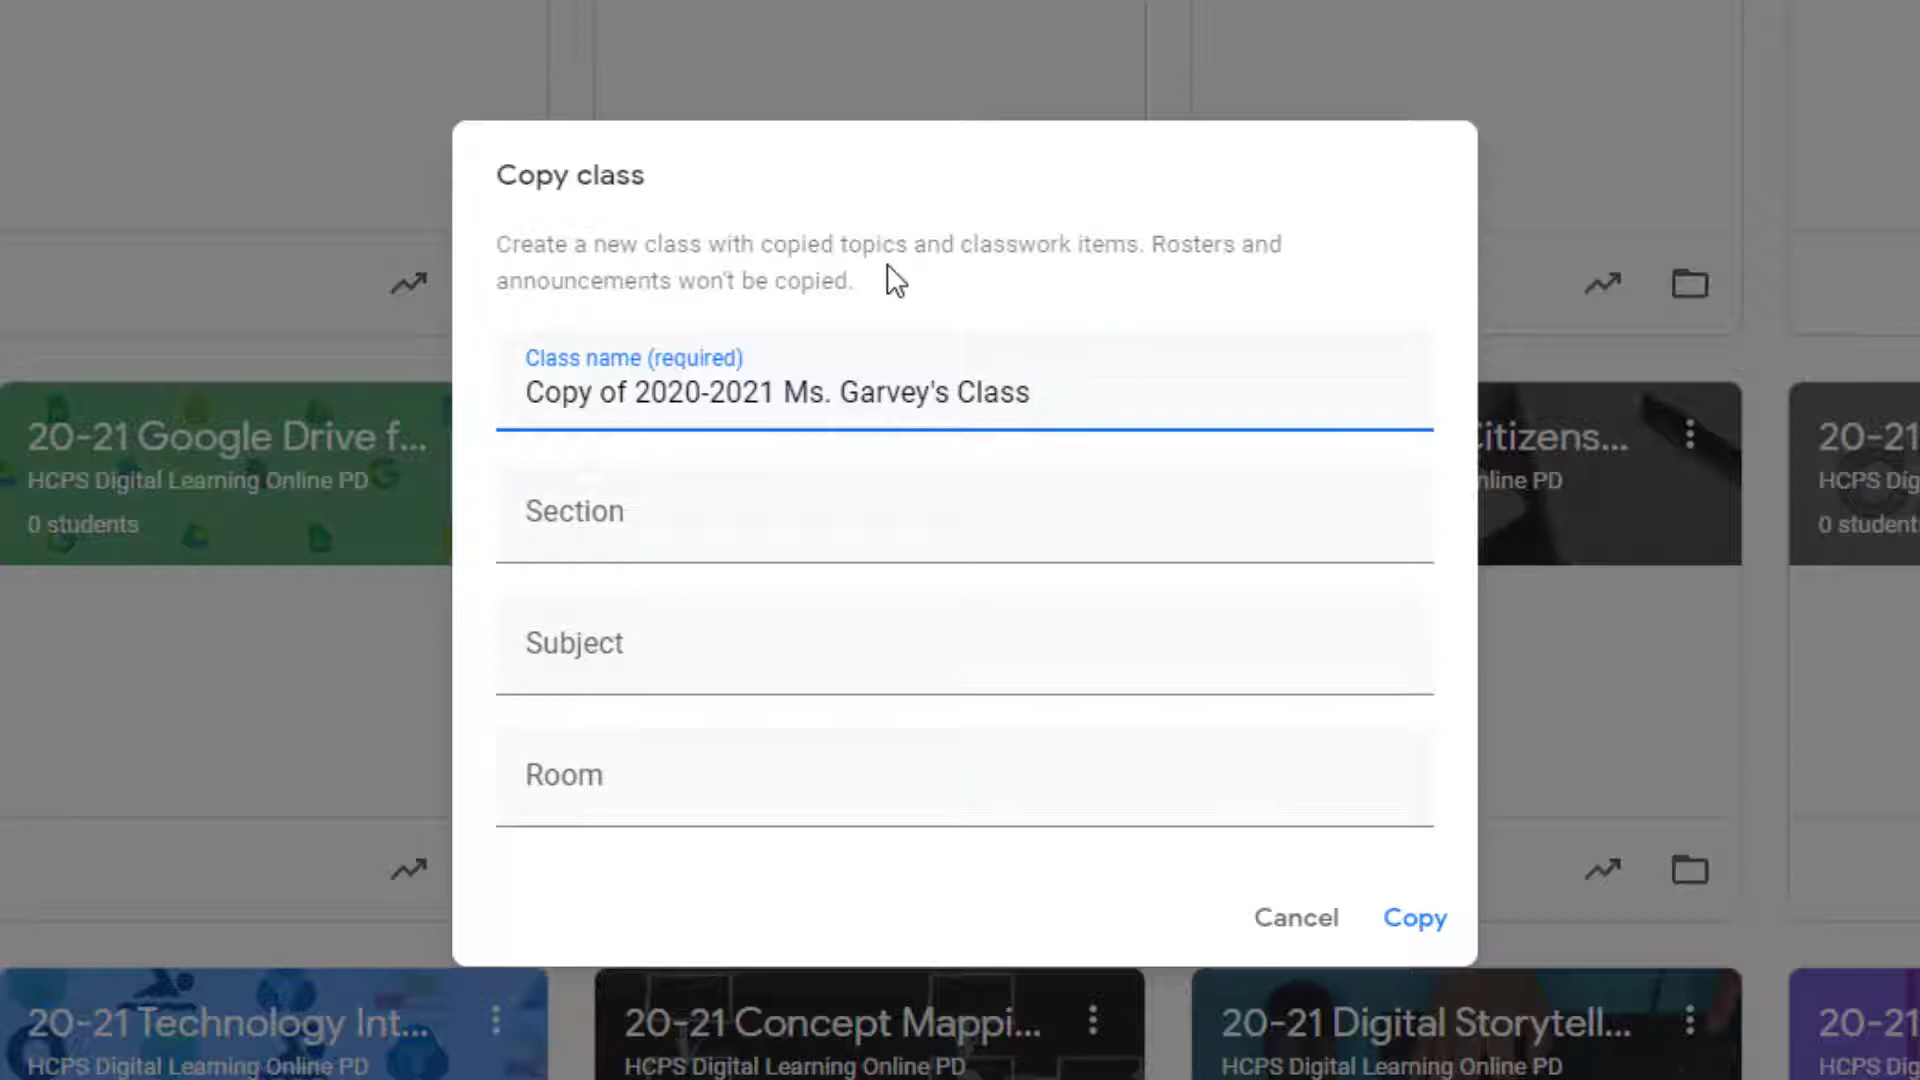 Copy class
Create a new class with copied topics and classwork items. Rosters and
announcements won't be copied.
Class name (required)
Copy of 2020-2021 Ms. Garvey's Class
Section
Subject
Room
Cancel
Copy
20-21 Google Drive f...
HCPS Digital Learning Online PD
0 students
itizens...
nline PD
20-21
HCPS Dig
0 student
20-21 Technology Int...
HCPS Digital Learning Online PD
20-21 Concept Mappi...
HCPS Digital Learning Online PD
20-21 Digital Storytell...
HCPS Digital Learning Online PD
20-21
HCPS Dig